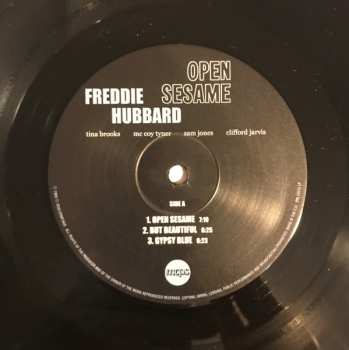 OPEN
FREDDIE SESAME
HUBBARD
tina brooks mc coy tyner sam jones clifford jarvis
SIDE A
1. OPEN SESAME 7:10
2. BUT BEAUTIFUL 6:25
3. GYPSY BLUE 6:23
mcps